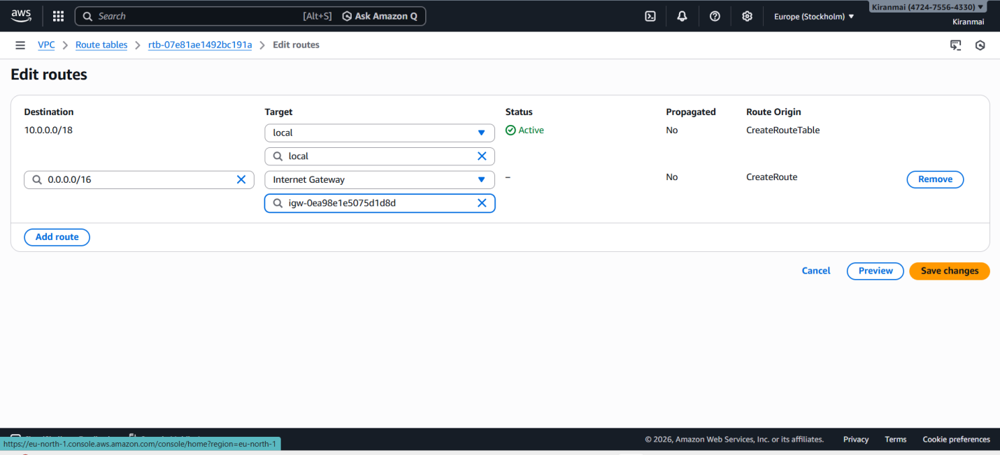 aws
Search [Alt+S] Ask Amazon Q
Europe (Stockholm) ▼
Kiranmai (4724-7556-4330) ▼
Kiranmai
VPC > Route tables > rtb-07e81ae1492bc191a > Edit routes
Edit routes
Destination Target Status Propagated Route Origin
10.0.0.0/18 local Active No CreateRouteTable
local
0.0.0.0/16 Internet Gateway – No CreateRoute Remove
igw-0ea98e1e5075d1d8d
Add route
Cancel Preview Save changes
https://eu-north-1.console.aws.amazon.com/console/home?region=eu-north-1
© 2026, Amazon Web Services, Inc. or its affiliates. Privacy Terms Cookie preferences